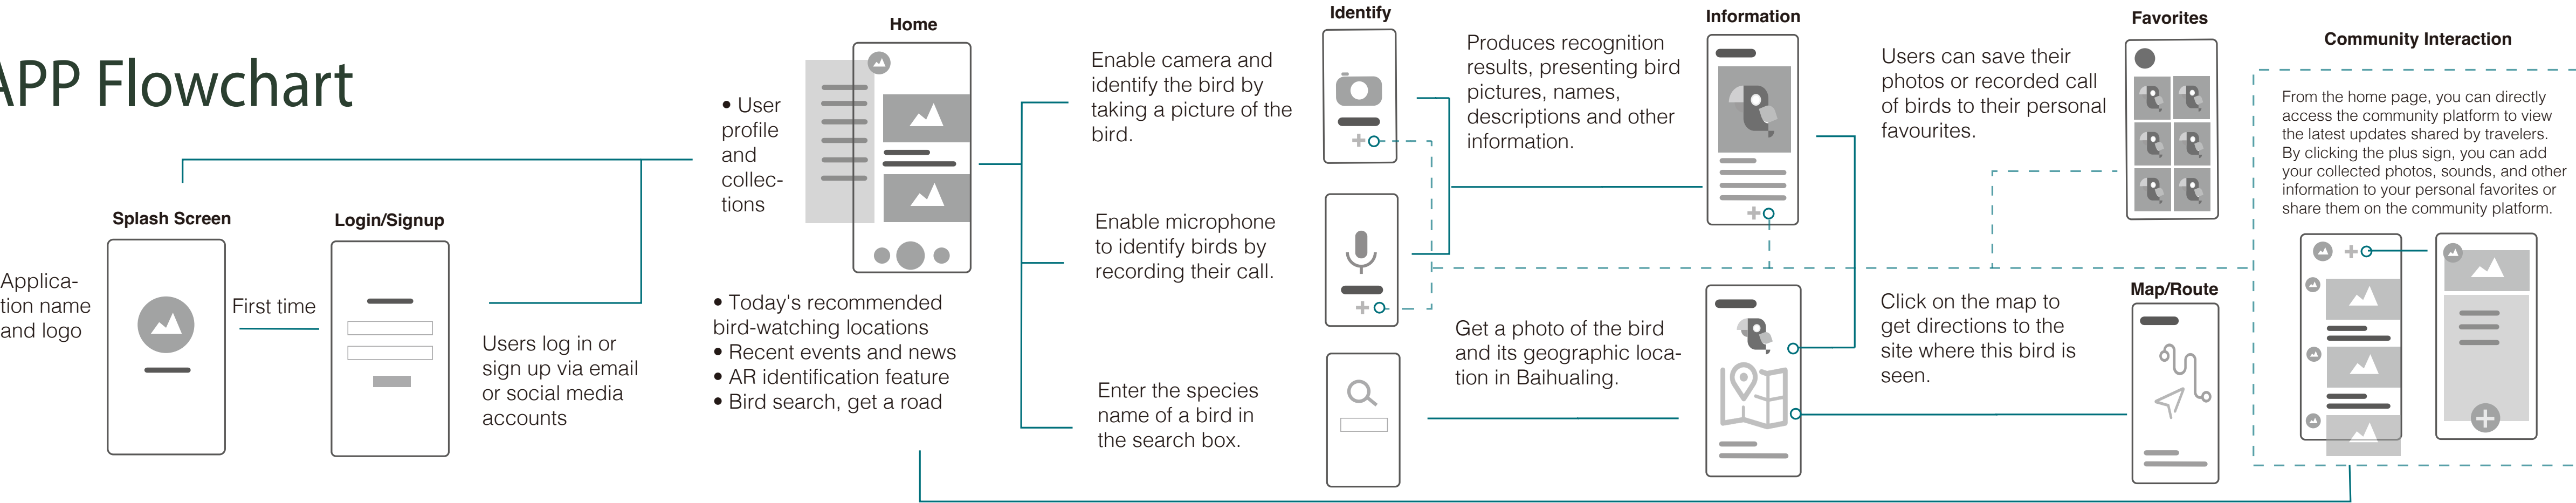 APP Flowchart
Splash Screen
Applica-
tion name
and logo
First time
Login/Signup
Users log in or
sign up via email
or social media
accounts
Home
• User
profile
and
collec-
tions
• Today's recommended
bird-watching locations
• Recent events and news
• AR identification feature
• Bird search, get a road
Enable camera and
identify the bird by
taking a picture of the
bird.
Enable microphone
to identify birds by
recording their call.
Enter the species
name of a bird in
the search box.
Identify
Produces recognition
results, presenting bird
pictures, names,
descriptions and other
information.
Get a photo of the bird
and its geographic loca-
tion in Baihualing.
Information
Users can save their
photos or recorded call
of birds to their personal
favourites.
Click on the map to
get directions to the
site where this bird is
seen.
Favorites
Map/Route
Community Interaction
From the home page, you can directly
access the community platform to view
the latest updates shared by travelers.
By clicking the plus sign, you can add
your collected photos, sounds, and other
information to your personal favorites or
share them on the community platform.